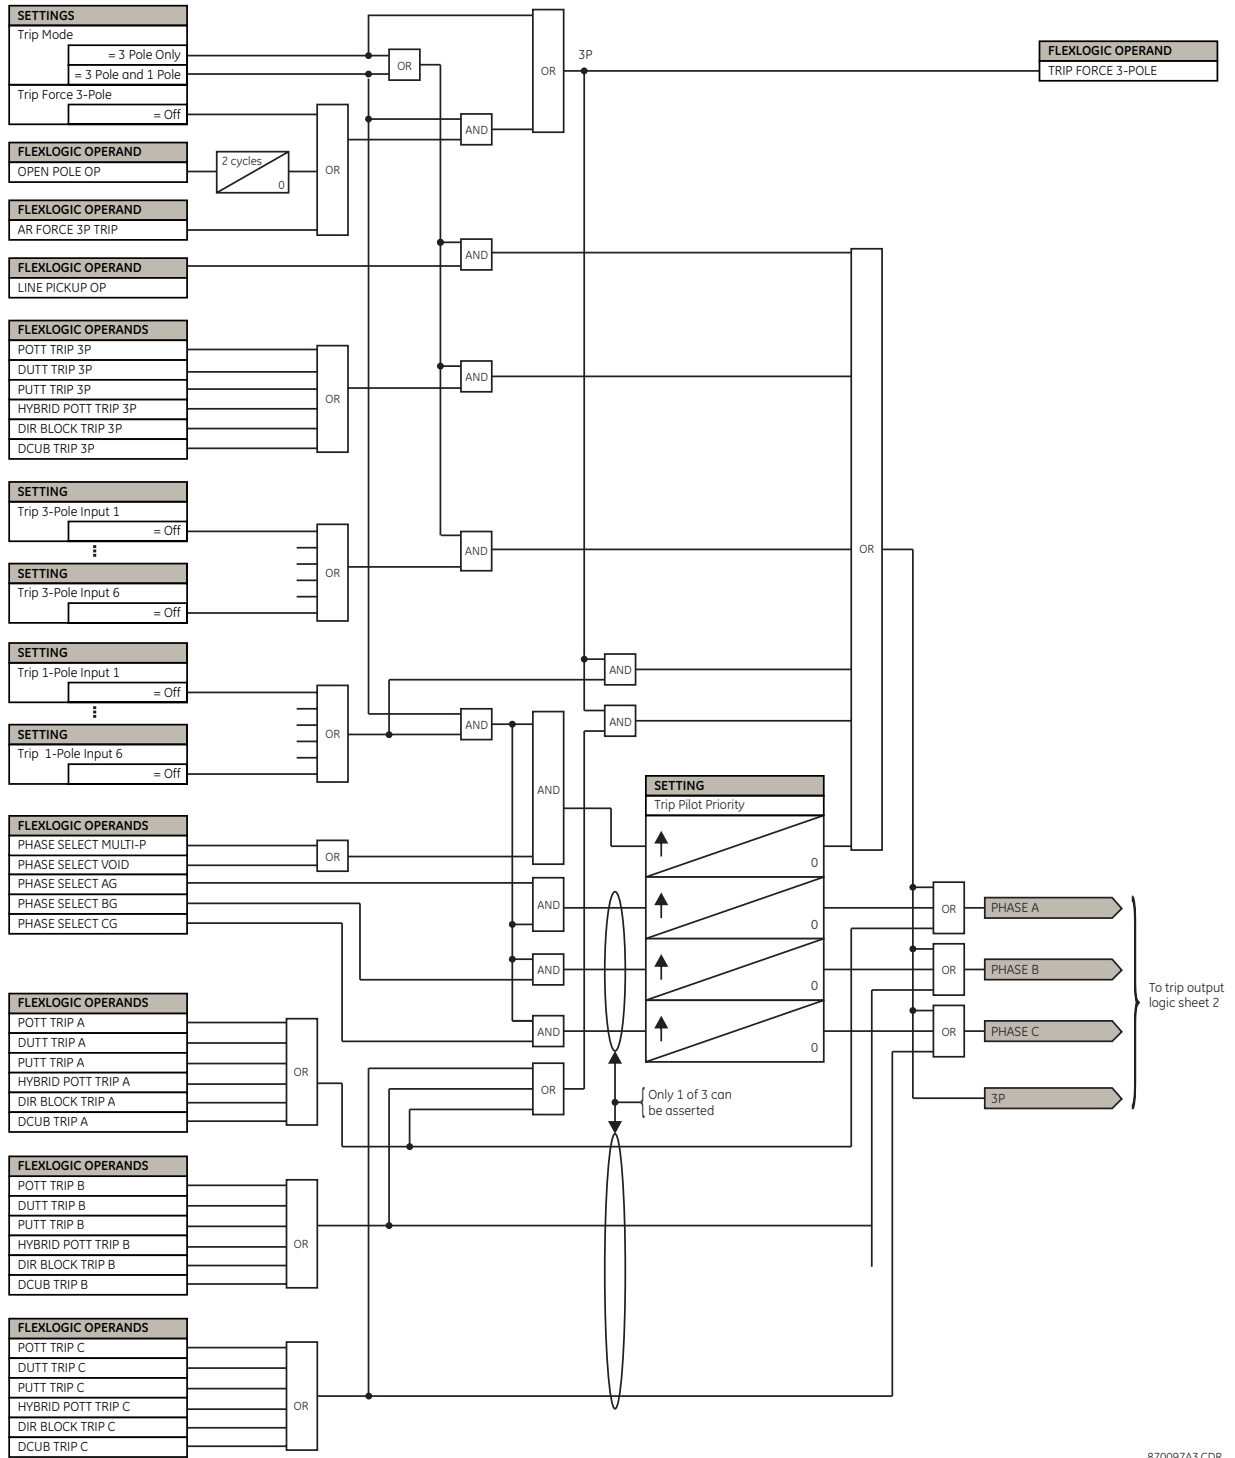 SETTINGS
Trip Mode
= 3 Pole Only
= 3 Pole and 1 Pole
Trip Force 3-Pole
= Off
FLEXLOGIC OPERAND
OPEN POLE OP
2 cycles
0
FLEXLOGIC OPERAND
AR FORCE 3P TRIP
FLEXLOGIC OPERAND
LINE PICKUP OP
FLEXLOGIC OPERANDS
POTT TRIP 3P
DUTT TRIP 3P
PUTT TRIP 3P
HYBRID POTT TRIP 3P
DIR BLOCK TRIP 3P
DCUB TRIP 3P
SETTING
Trip 3-Pole Input 1
= Off
SETTING
Trip 3-Pole Input 6
= Off
SETTING
Trip 1-Pole Input 1
= Off
SETTING
Trip 1-Pole Input 6
= Off
FLEXLOGIC OPERANDS
PHASE SELECT MULTI-P
PHASE SELECT VOID
PHASE SELECT AG
PHASE SELECT BG
PHASE SELECT CG
FLEXLOGIC OPERANDS
POTT TRIP A
DUTT TRIP A
PUTT TRIP A
HYBRID POTT TRIP A
DIR BLOCK TRIP A
DCUB TRIP A
FLEXLOGIC OPERANDS
POTT TRIP B
DUTT TRIP B
PUTT TRIP B
HYBRID POTT TRIP B
DIR BLOCK TRIP B
DCUB TRIP B
FLEXLOGIC OPERANDS
POTT TRIP C
DUTT TRIP C
PUTT TRIP C
HYBRID POTT TRIP C
DIR BLOCK TRIP C
DCUB TRIP C
OR
OR
OR
OR
OR
OR
OR
OR
OR
AND
AND
AND
AND
AND
OR
3P
AND
AND
AND
AND
OR
AND
AND
SETTING
Trip Pilot Priority
0
0
0
0
Only 1 of 3 can
be asserted
OR
OR
OR
OR
FLEXLOGIC OPERAND
TRIP FORCE 3-POLE
PHASE A
PHASE B
PHASE C
3P
To trip output
logic sheet 2
870097A3.CDR